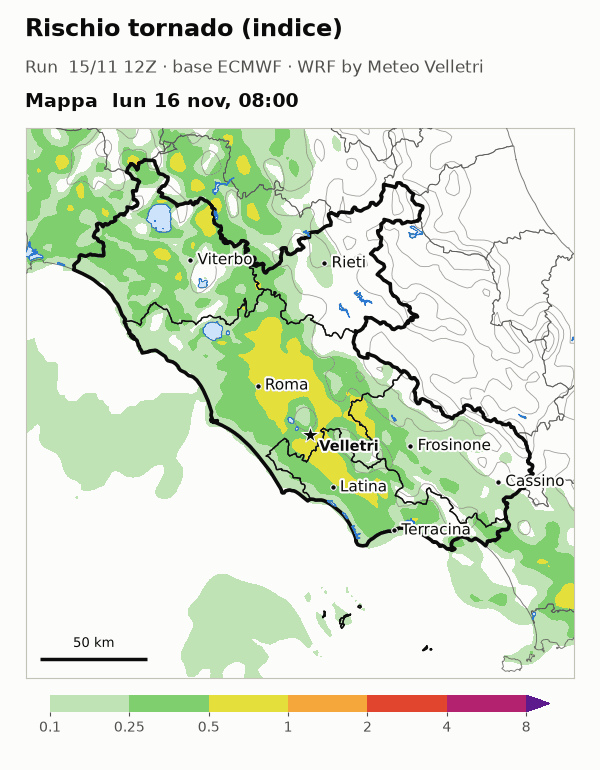 Rischio tornado (indice)
Run 15/11 12Z · base ECMWF · WRF by Meteo Velletri
Mappa lun 16 nov, 08:00
Viterbo
Rieti
Roma
Velletri
Frosinone
Latina
Cassino
Terracina
50 km
0.1 0.25 0.5 1 2 4 8